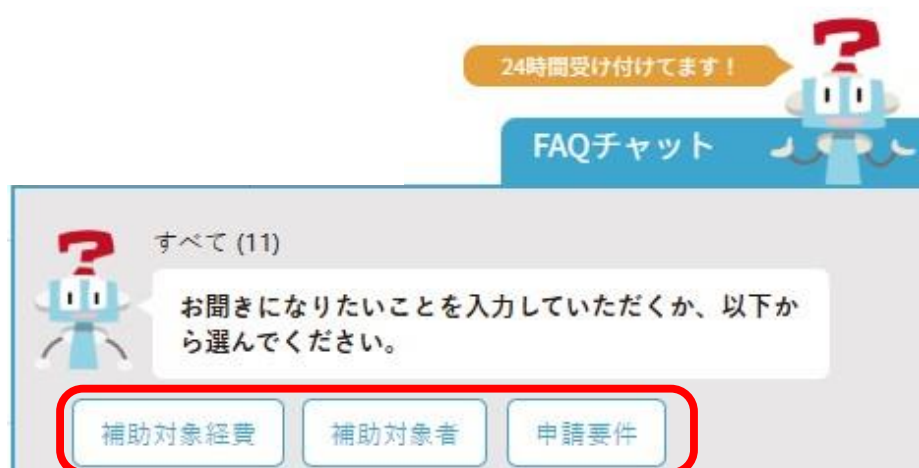 24時間受け付けてます！
FAQチャット
すべて (11)
お聞きになりたいことを入力していただくか、以下か
ら選んでください。
補助対象経費 補助対象者 申請要件